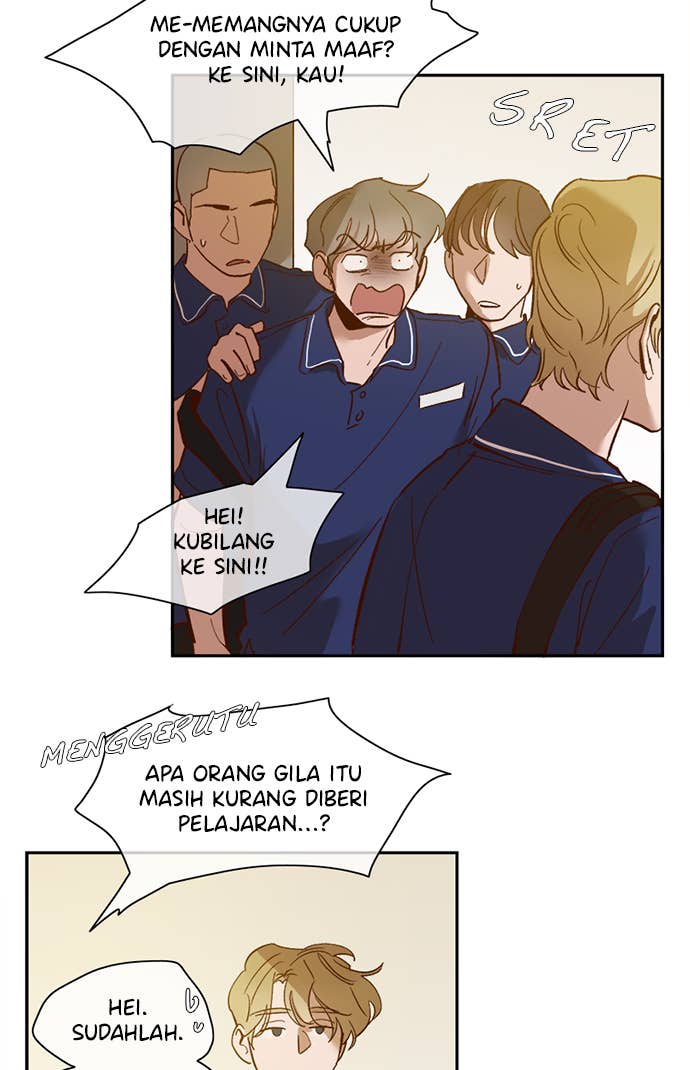 ME-MEMANGNYA CUKUP
DENGAN MINTA MAAF?
KE SINI, KAU!
SRET
HEI!
KUBILANG
KE SINI!!
MENGGERUTU
APA ORANG GILA ITU
MASIH KURANG DIBERI
PELAJARAN...?
HEI.
SUDAHLAH.